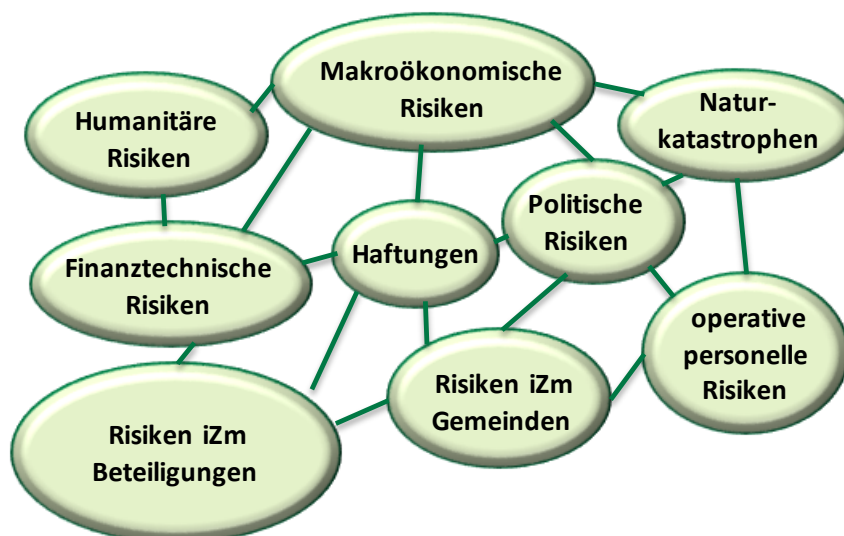 Makroökonomische
Risiken
Natur-
katastrophen
Humanitäre
Risiken
Politische
Risiken
Haftungen
Finanztechnische
Risiken
operative
personelle
Risiken
Risiken iZm
Gemeinden
Risiken iZm
Beteiligungen